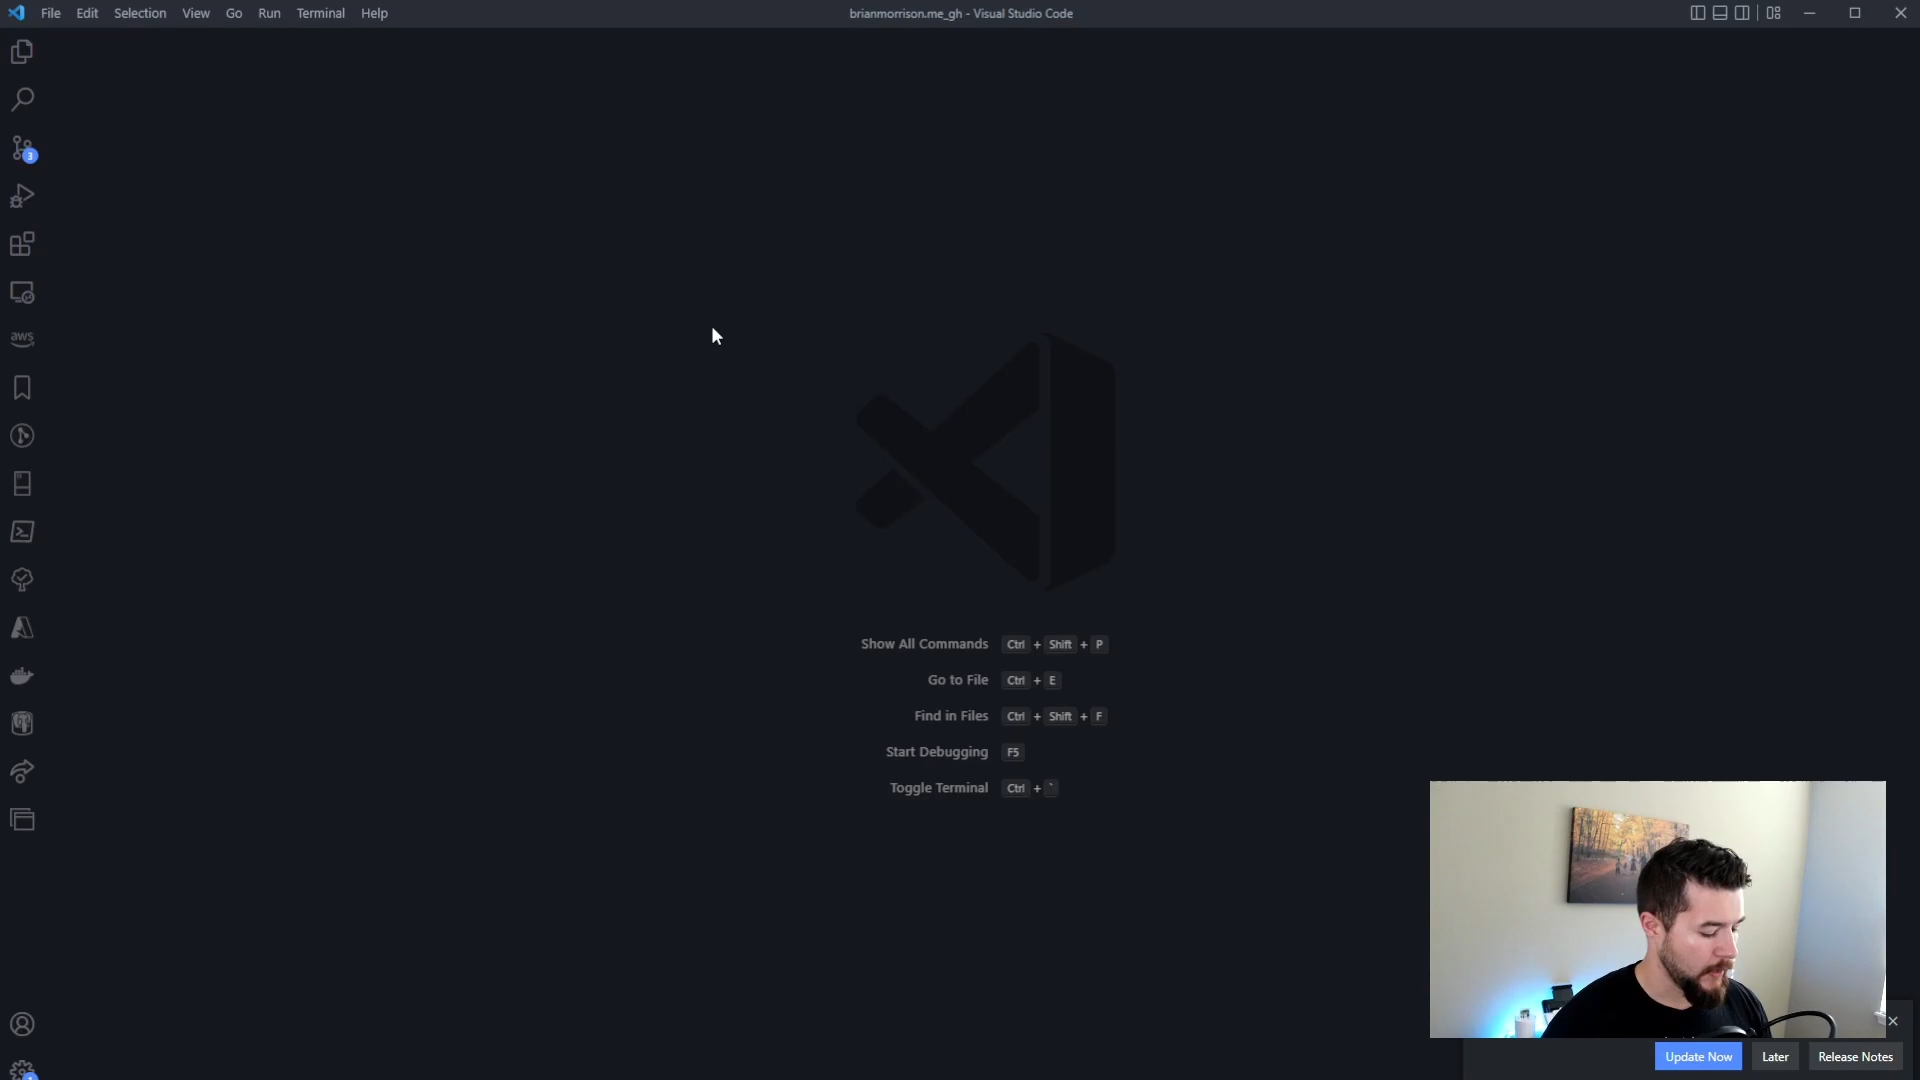 File Edit Selection View Go Run Terminal Help
brianmorrison.me_gh - Visual Studio Code
3
aws
Show All Commands Ctrl + Shift + P
Go to File Ctrl + E
Find in Files Ctrl + Shift + F
Start Debugging F5
Toggle Terminal Ctrl + `
Update Now Later Release Notes